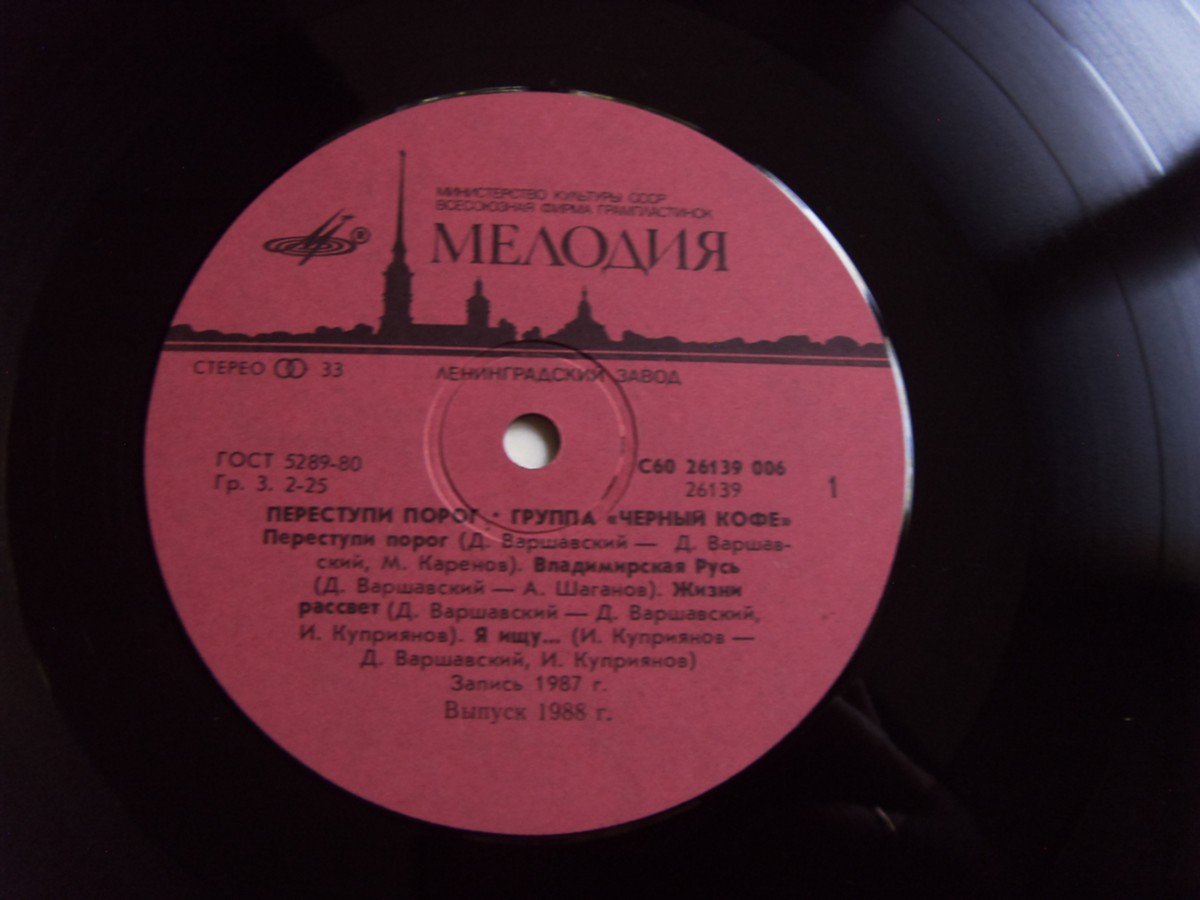 МИНИСТЕРСТВО КУЛЬТУРЫ СССР
ВСЕСОЮЗНАЯ ФИРМА ГРАМПЛАСТИНОК
®
МЕЛОДИЯ
СТЕРЕО 33
ЛЕНИНГРАДСКИЙ ЗАВОД
ГОСТ 5289-80
Гр. 3. 2-25
С60 26139 006
26139
1
ПЕРЕСТУПИ ПОРОГ · ГРУППА «ЧЕРНЫЙ КОФЕ»
Переступи порог (Д. Варшавский — Д. Варшав-
ский, М. Каренов). Владимирская Русь
(Д. Варшавский — А. Шаганов). Жизни
рассвет (Д. Варшавский — Д. Варшавский,
И. Куприянов). Я ищу... (И. Куприянов —
Д. Варшавский, И. Куприянов)
Запись 1987 г.
Выпуск 1988 г.